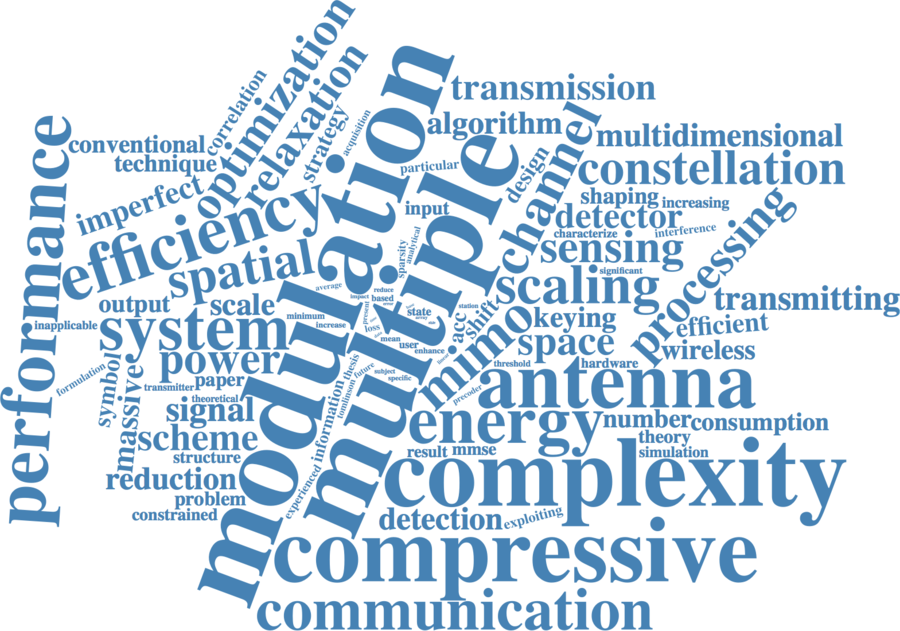 optimization
relaxation
correlation
strategy
acquisition
modulation
multiple
transmission
algorithm
channel
multidimensional
conventional
technique
performance
imperfect
efficiency
spatial
particular
input
design
constellation
shaping
increasing
detector
characterize
interference
sensing
significant
scaling
processing
transmitting
sparsity
analytical
output
scale
average
inapplicable
system
minimum
increase
impact
reduce
based
present
state
loss
mean
user
enhance
station
acc
shift
keying
efficient
wireless
mimo
space
hardware
threshold
power
formulation
symbol
massive
transmitter
paper
theoretical
signal
thesis
future
tomlinson
information
experienced
subject
specific
precoder
antenna
energy
number
consumption
theory
simulation
result
mmse
scheme
structure
reduction
problem
constrained
complexity
detection
exploiting
compressive
communication